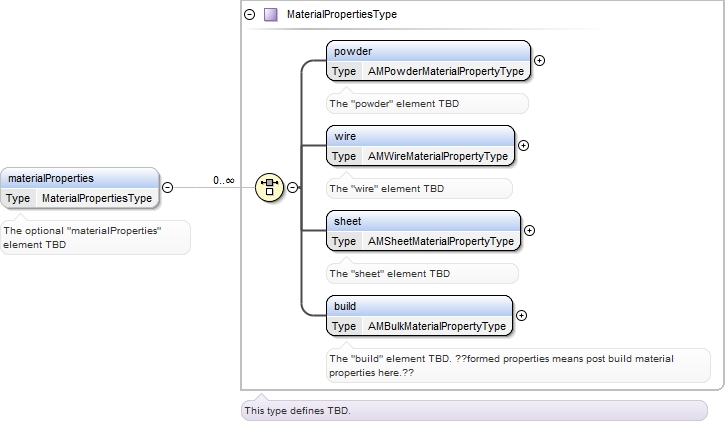 MaterialPropertiesType
powder
Type AMPowderMaterialPropertyType
The "powder" element TBD
wire
Type AMWireMaterialPropertyType
The "wire" element TBD
materialProperties
Type MaterialPropertiesType
The optional "materialProperties"
element TBD
0..∞
sheet
Type AMSheetMaterialPropertyType
The "sheet" element TBD
build
Type AMBulkMaterialPropertyType
The "build" element TBD. ??formed properties means post build material
properties here.??
This type defines TBD.